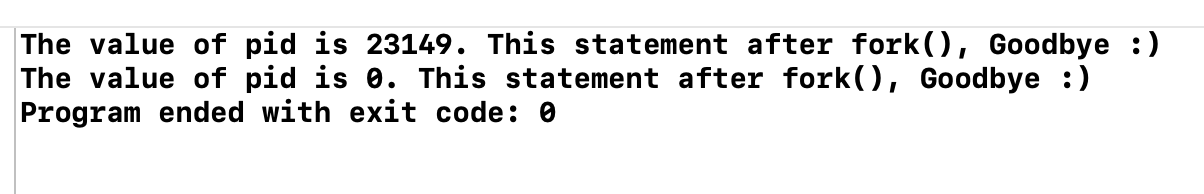 The value of pid is 23149. This statement after fork(), Goodbye :)
The value of pid is 0. This statement after fork(), Goodbye :)
Program ended with exit code: 0